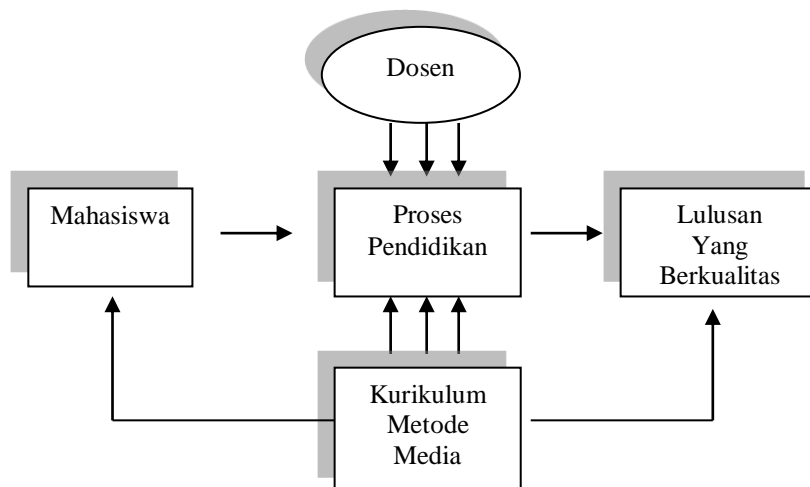 Dosen
Mahasiswa
Proses
Pendidikan
Lulusan
Yang
Berkualitas
Kurikulum
Metode
Media